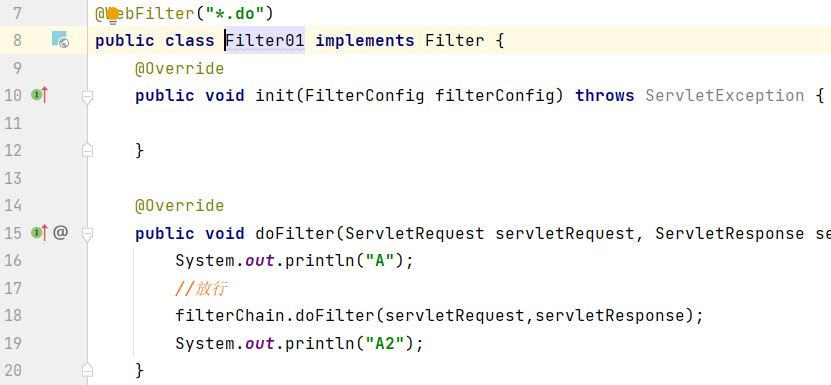 7 @WebFilter("*.do")
8 public class Filter01 implements Filter {
9 @Override
10 public void init(FilterConfig filterConfig) throws ServletException {
11
12 }
13
14 @Override
15 public void doFilter(ServletRequest servletRequest, ServletResponse se
16 System.out.println("A");
17 //放行
18 filterChain.doFilter(servletRequest,servletResponse);
19 System.out.println("A2");
20 }